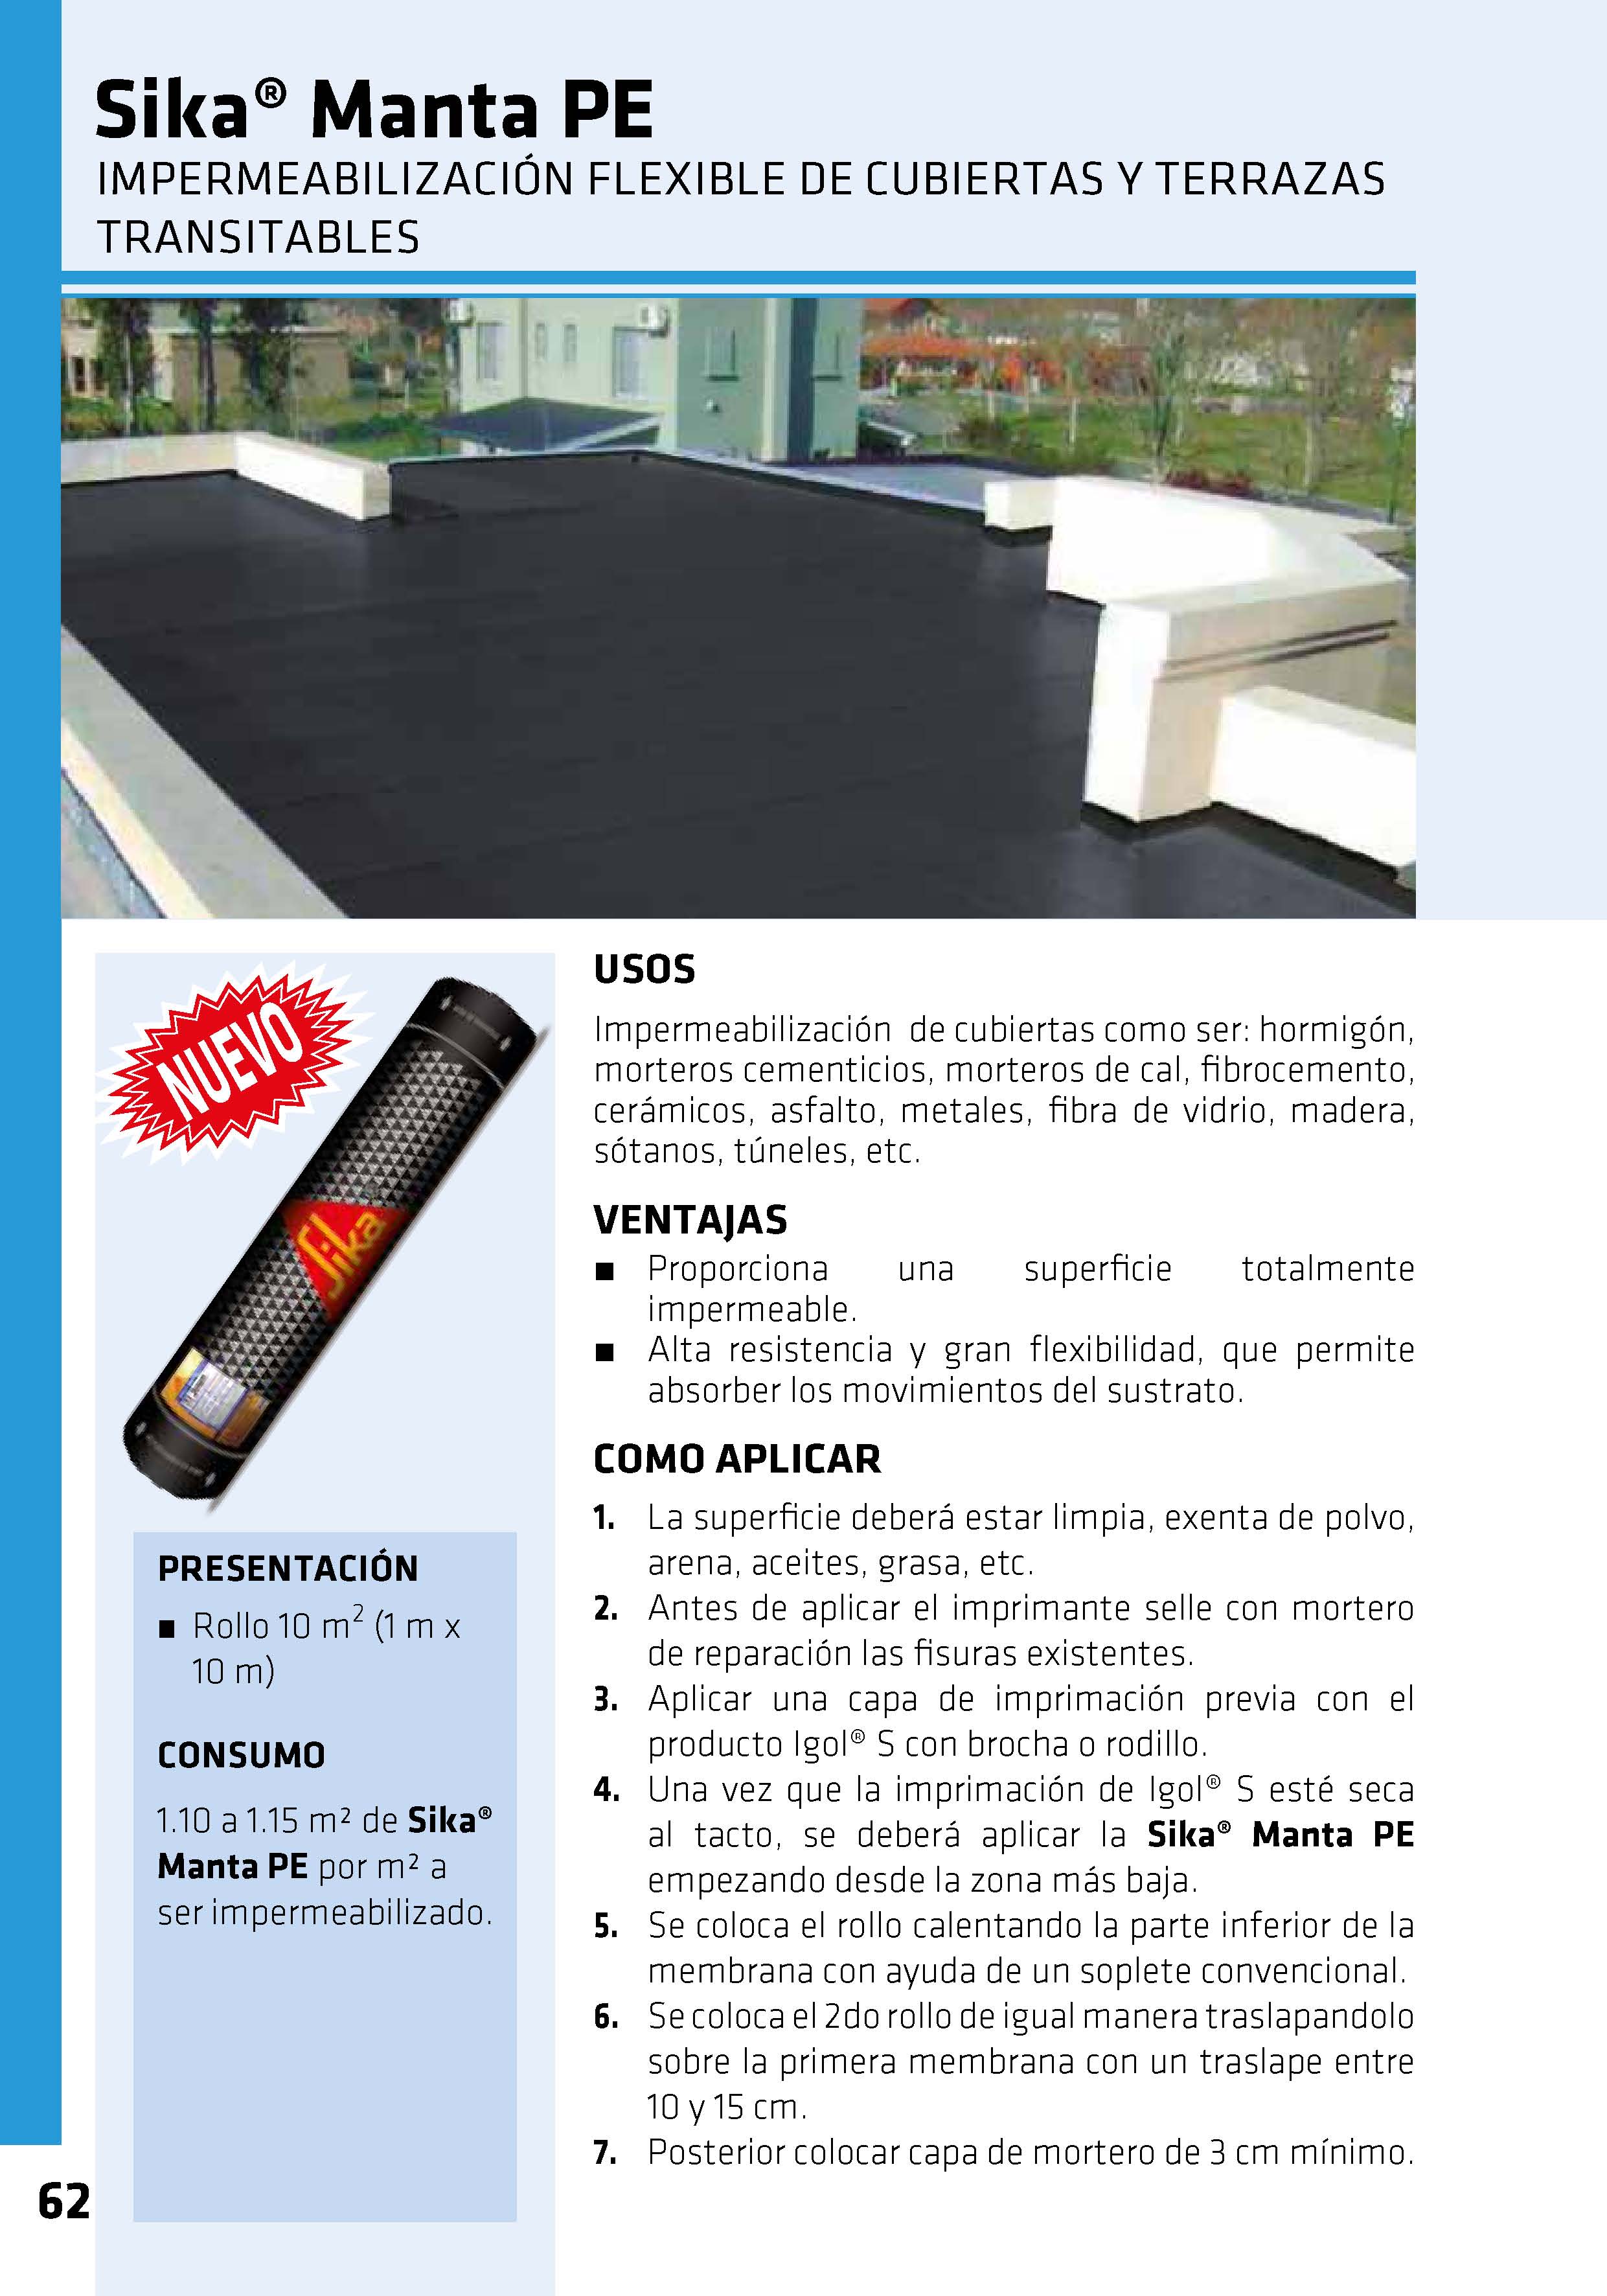 Sika® Manta PE
IMPERMEABILIZACIÓN FLEXIBLE DE CUBIERTAS Y TERRAZAS
TRANSITABLES
NUEVO
Sika
PRESENTACIÓN
■ Rollo 10 m² (1 m x
10 m)
CONSUMO
1.10 a 1.15 m² de Sika®
Manta PE por m² a
ser impermeabilizado.
USOS
Impermeabilización de cubiertas como ser: hormigón,
morteros cementicios, morteros de cal, fibrocemento,
cerámicos, asfalto, metales, fibra de vidrio, madera,
sótanos, túneles, etc.
VENTAJAS
■ Proporciona una superficie totalmente
impermeable.
■ Alta resistencia y gran flexibilidad, que permite
absorber los movimientos del sustrato.
COMO APLICAR
1. La superficie deberá estar limpia, exenta de polvo,
arena, aceites, grasa, etc.
2. Antes de aplicar el imprimante selle con mortero
de reparación las fisuras existentes.
3. Aplicar una capa de imprimación previa con el
producto Igol® S con brocha o rodillo.
4. Una vez que la imprimación de Igol® S esté seca
al tacto, se deberá aplicar la Sika® Manta PE
empezando desde la zona más baja.
5. Se coloca el rollo calentando la parte inferior de la
membrana con ayuda de un soplete convencional.
6. Se coloca el 2do rollo de igual manera traslapandolo
sobre la primera membrana con un traslape entre
10 y 15 cm.
7. Posterior colocar capa de mortero de 3 cm mínimo.
62